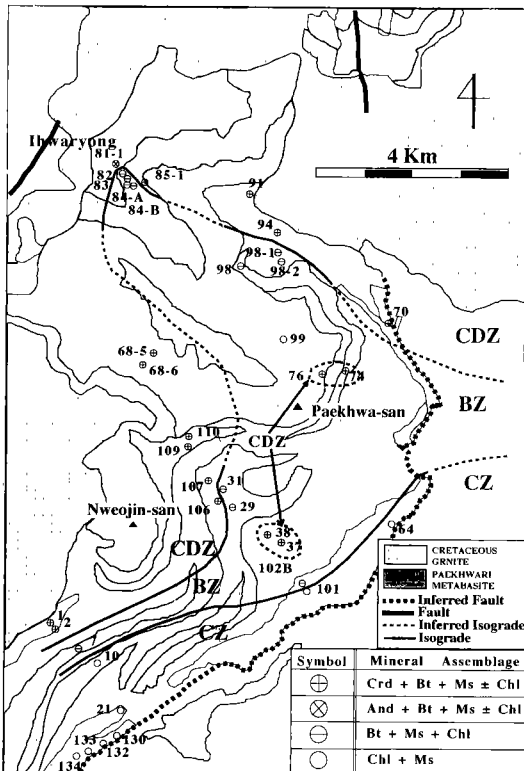 Ihwaryong
81-1
82
83
84-A
84-B
85-1
4 Km
91
94
98-1
98-2
98
70
99
68-5
68-6
CDZ
76
74
BZ
Paekhwa-san
CDZ
110
109
CZ
107
31
106
29
Nweojin-san
38
37
64
CDZ
102B
BZ
101
CZ
1
2
10
21
130
133
132
134
CRETACEOUS
GRNITE
PAEKHWARI
METABASITE
Inferred Fault
Fault
Inferred Isograde
Isograde
Symbol Mineral Assemblage
Crd + Bt + Ms ± Chl
And + Bt + Ms ± Chl
Bt + Ms + Chl
Chl + Ms